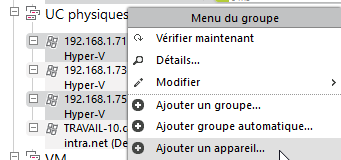 UC physiques
Menu du groupe
192.168.1.71
Hyper-V
192.168.1.73
Hyper-V
192.168.1.75
Hyper-V
TRAVAIL-10.
intra.net (De
VM
Vérifier maintenant
Détails...
Modifier
Ajouter un groupe...
Ajouter groupe automatique...
Ajouter un appareil...